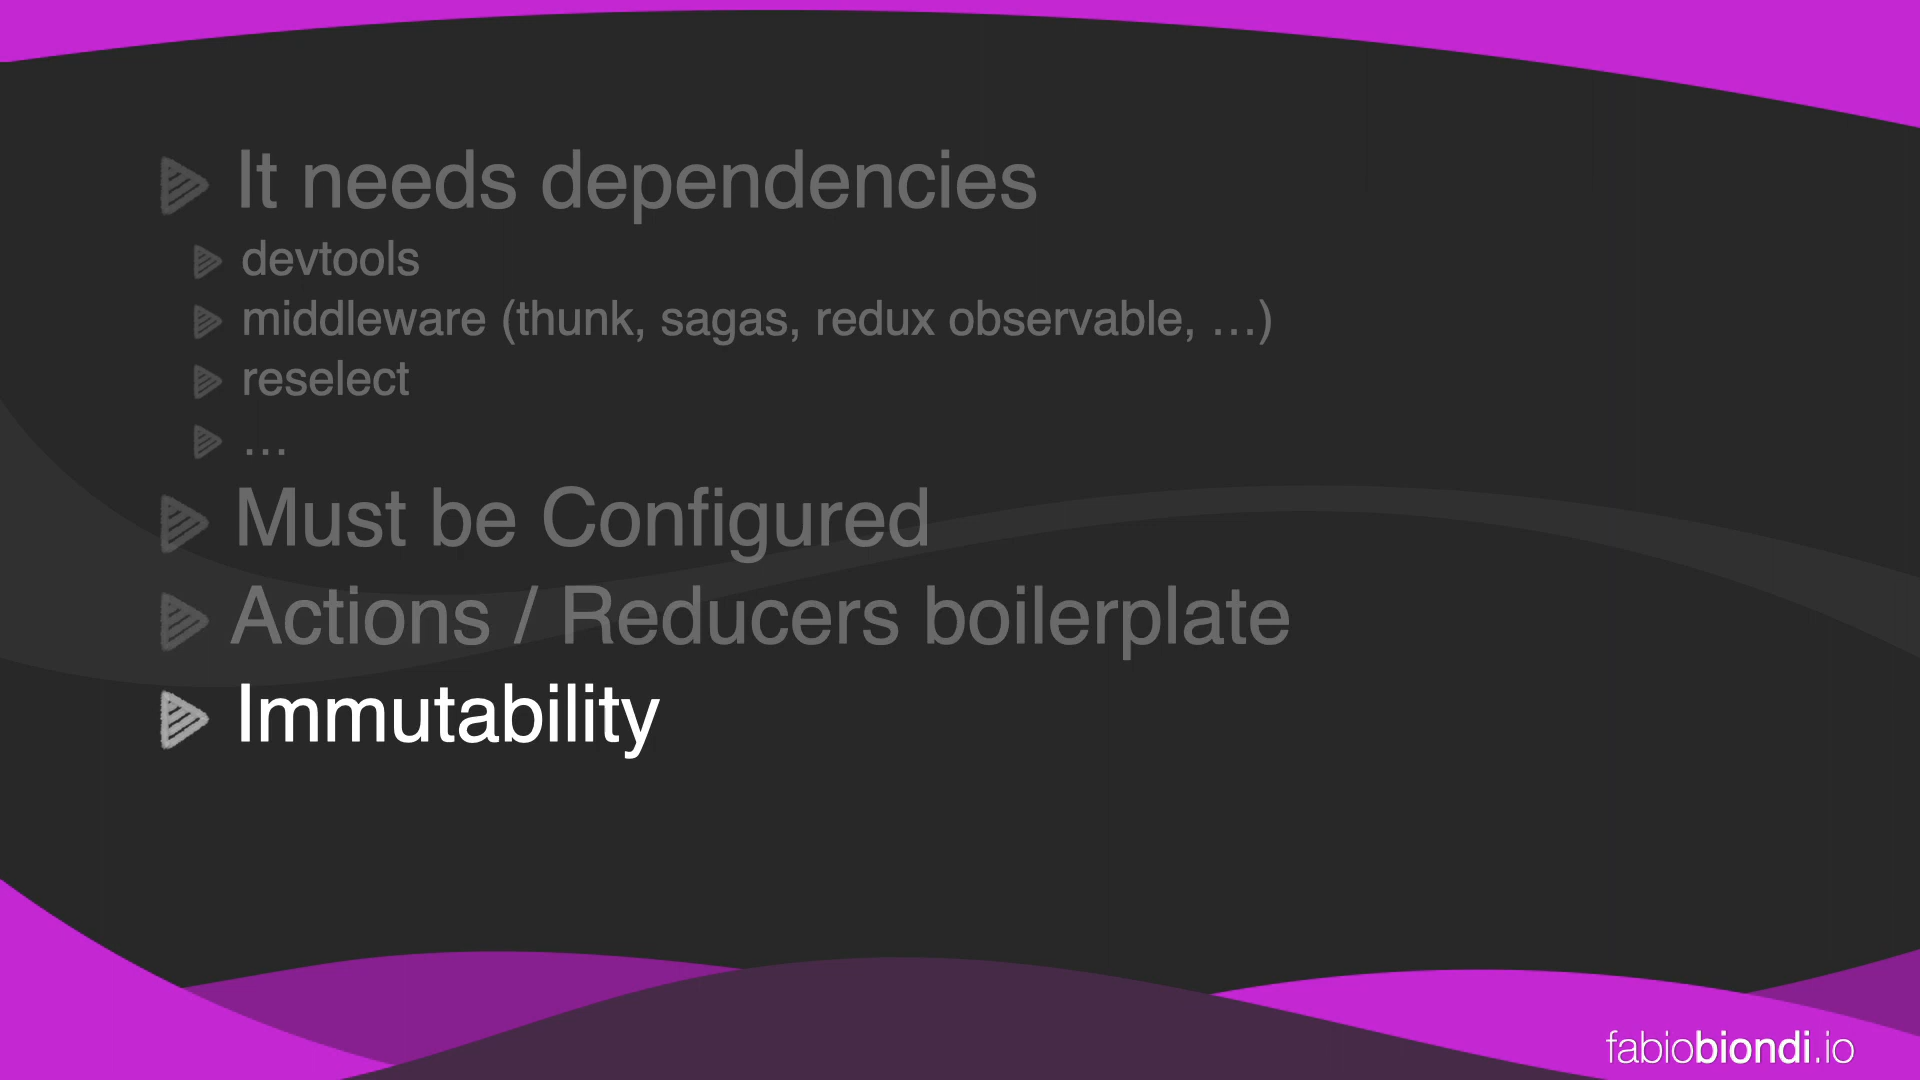 It needs dependencies
devtools
middleware (thunk, sagas, redux observable, …)
reselect
…
Must be Configured
Actions / Reducers boilerplate
Immutability
fabiobiondi.io